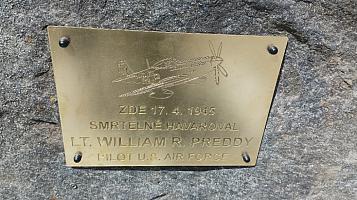 ZDE 17. 4. 1945
SMRTELNĚ HAVAROVAL
LT. WILLIAM R. PREDDY
PILOT U.S. AIR FORCE